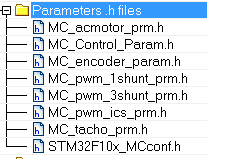 Parameters .h files
MC_acmotor_prm.h
MC_Control_Param.h
MC_encoder_param.h
MC_pwm_1shunt_prm.h
MC_pwm_3shunt_prm.h
MC_pwm_ics_prm.h
MC_tacho_prm.h
STM32F10x_MCconf.h